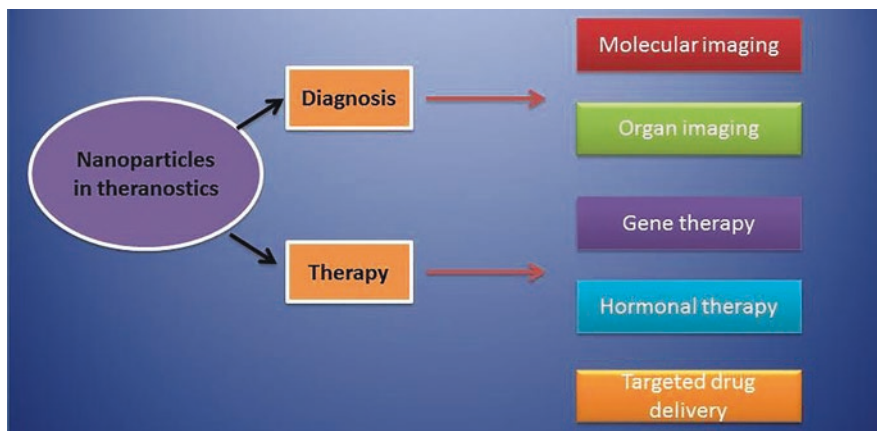 Nanoparticles
in theranostics
Diagnosis
Molecular imaging
Organ imaging
Therapy
Gene therapy
Hormonal therapy
Targeted drug
delivery